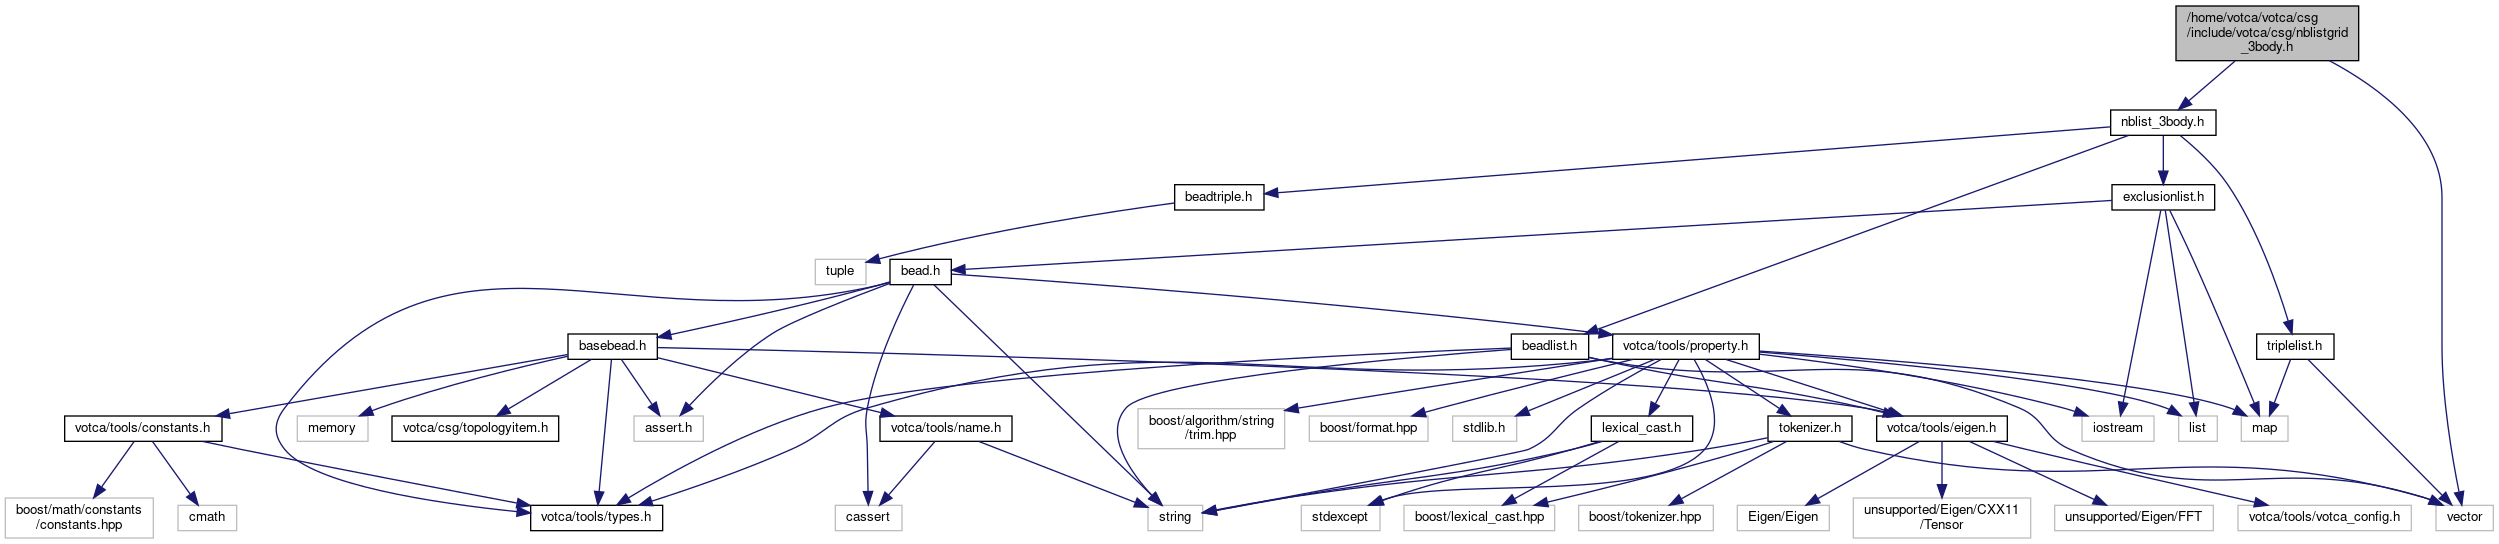 /home/votca/votca/csg
/include/votca/csg/nblistgrid
_3body.h
nblist_3body.h
beadtriple.h
exclusionlist.h
tuple
bead.h
basebead.h
beadlist.h
votca/tools/property.h
triplelist.h
votca/tools/constants.h
memory
votca/csg/topologyitem.h
assert.h
votca/tools/name.h
boost/algorithm/string
/trim.hpp
boost/format.hpp
stdlib.h
lexical_cast.h
tokenizer.h
votca/tools/eigen.h
iostream
list
map
boost/math/constants
/constants.hpp
cmath
votca/tools/types.h
cassert
string
stdexcept
boost/lexical_cast.hpp
boost/tokenizer.hpp
Eigen/Eigen
unsupported/Eigen/CXX11
/Tensor
unsupported/Eigen/FFT
votca/tools/votca_config.h
vector